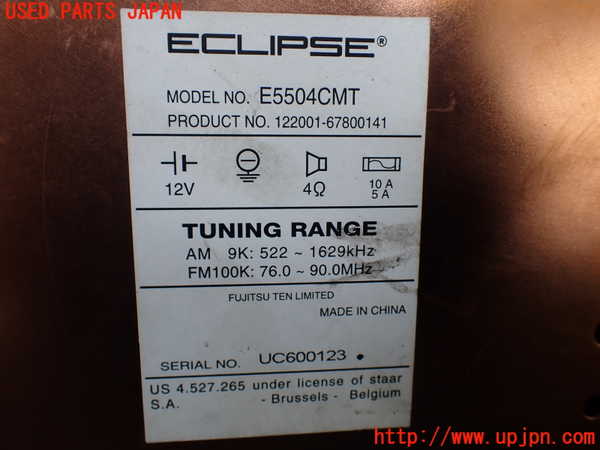 USED PARTS JAPAN
ECLIPSE®
MODEL NO. E5504CMT
PRODUCT NO. 122001-67800141
12V 4Ω 10 A
5 A
TUNING RANGE
AM 9K: 522 ~ 1629kHz
FM100K: 76.0 ~ 90.0MHz
FUJITSU TEN LIMITED
MADE IN CHINA
SERIAL NO. UC600123
US 4.527.265 under license of staar
S.A. - Brussels - Belgium
http://www.upjpn.com